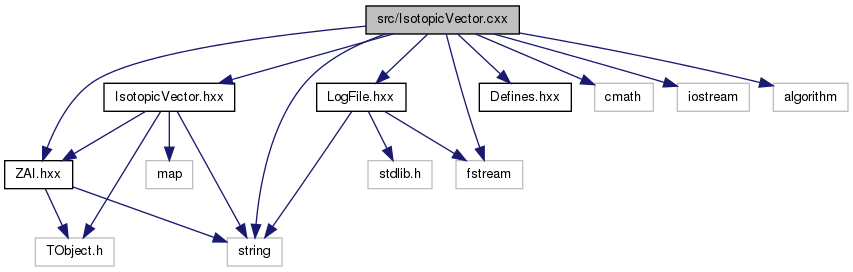 src/IsotopicVector.cxx
IsotopicVector.hxx
LogFile.hxx
Defines.hxx
cmath
iostream
algorithm
ZAI.hxx
map
stdlib.h
fstream
TObject.h
string